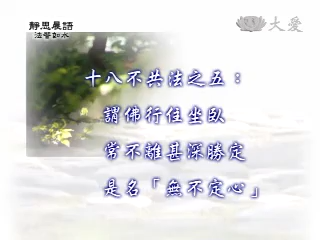 靜思晨語
法譬如水
大愛
十八不共法之五：
謂佛行住坐臥
常不離甚深勝定
是名「無不定心」